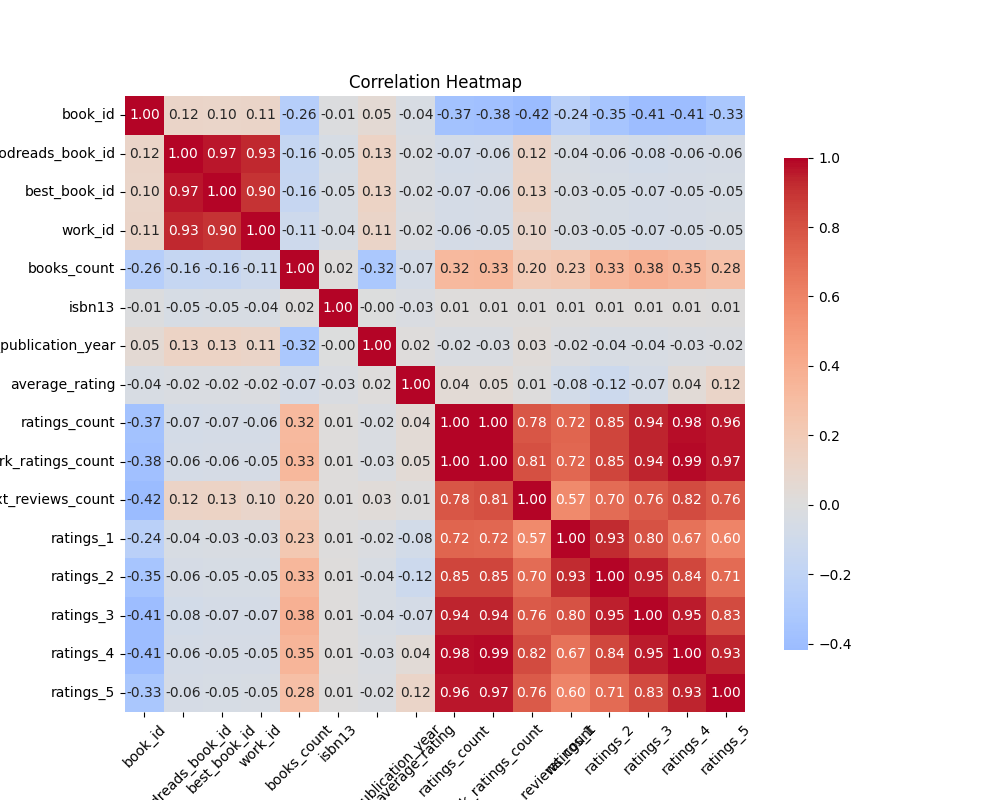 Correlation Heatmap
book_id 1.00 0.12 0.10 0.11 -0.26 -0.01 0.05 -0.04 -0.37 -0.38 -0.42 -0.24 -0.35 -0.41 -0.41 -0.33
odreads_book_id 0.12 1.00 0.97 0.93 -0.16 -0.05 0.13 -0.02 -0.07 -0.06 0.12 -0.04 -0.06 -0.08 -0.06 -0.06
best_book_id 0.10 0.97 1.00 0.90 -0.16 -0.05 0.13 -0.02 -0.07 -0.06 0.13 -0.03 -0.05 -0.07 -0.05 -0.05
work_id 0.11 0.93 0.90 1.00 -0.11 -0.04 0.11 -0.02 -0.06 -0.05 0.10 -0.03 -0.05 -0.07 -0.05 -0.05
books_count -0.26 -0.16 -0.16 -0.11 1.00 0.02 -0.32 -0.07 0.32 0.33 0.20 0.23 0.33 0.38 0.35 0.28
isbn13 -0.01 -0.05 -0.05 -0.04 0.02 1.00 -0.00 -0.03 0.01 0.01 0.01 0.01 0.01 0.01 0.01 0.01
publication_year 0.05 0.13 0.13 0.11 -0.32 -0.00 1.00 0.02 -0.02 -0.03 0.03 -0.02 -0.04 -0.04 -0.03 -0.02
average_rating -0.04 -0.02 -0.02 -0.02 -0.07 -0.03 0.02 1.00 0.04 0.05 0.01 -0.08 -0.12 -0.07 0.04 0.12
ratings_count -0.37 -0.07 -0.07 -0.06 0.32 0.01 -0.02 0.04 1.00 1.00 0.78 0.72 0.85 0.94 0.98 0.96
rk_ratings_count -0.38 -0.06 -0.06 -0.05 0.33 0.01 -0.03 0.05 1.00 1.00 0.81 0.72 0.85 0.94 0.99 0.97
xt_reviews_count -0.42 0.12 0.13 0.10 0.20 0.01 0.03 0.01 0.78 0.81 1.00 0.57 0.70 0.76 0.82 0.76
ratings_1 -0.24 -0.04 -0.03 -0.03 0.23 0.01 -0.02 -0.08 0.72 0.72 0.57 1.00 0.93 0.80 0.67 0.60
ratings_2 -0.35 -0.06 -0.05 -0.05 0.33 0.01 -0.04 -0.12 0.85 0.85 0.70 0.93 1.00 0.95 0.84 0.71
ratings_3 -0.41 -0.08 -0.07 -0.07 0.38 0.01 -0.04 -0.07 0.94 0.94 0.76 0.80 0.95 1.00 0.95 0.83
ratings_4 -0.41 -0.06 -0.05 -0.05 0.35 0.01 -0.03 0.04 0.98 0.99 0.82 0.67 0.84 0.95 1.00 0.93
ratings_5 -0.33 -0.06 -0.05 -0.05 0.28 0.01 -0.02 0.12 0.96 0.97 0.76 0.60 0.71 0.83 0.93 1.00
book_id
dreads_book_id
best_book_id
work_id
books_count
isbn13
ublication_year
average_rating
ratings_count
k_ratings_count
reviews_count
ratings_1
ratings_2
ratings_3
ratings_4
ratings_5
1.0
0.8
0.6
0.4
0.2
0.0
−0.2
−0.4